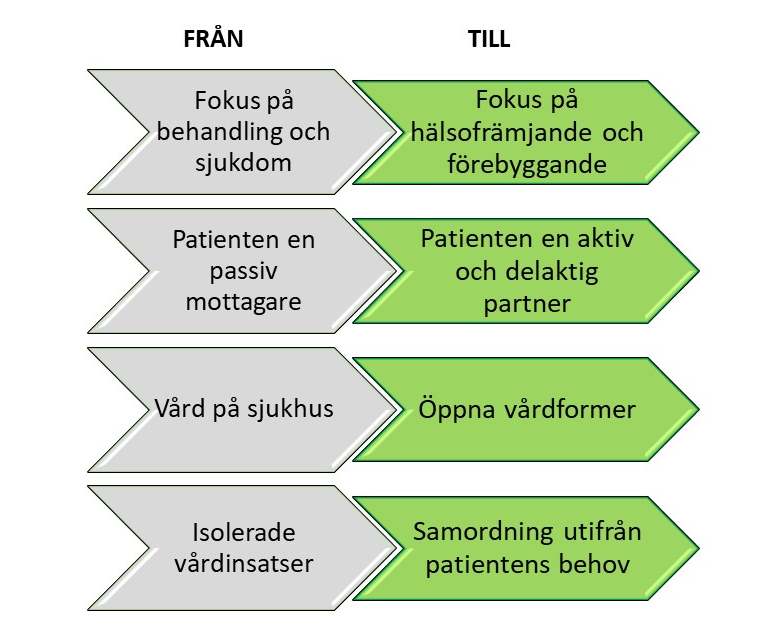 FRÅN
TILL
Fokus på
behandling och
sjukdom
Fokus på
hälsofrämjande och
förebyggande
Patienten en
passiv
mottagare
Patienten en aktiv
och delaktig
partner
Vård på sjukhus
Öppna vårdformer
Isolerade
vårdinsatser
Samordning utifrån
patientens behov